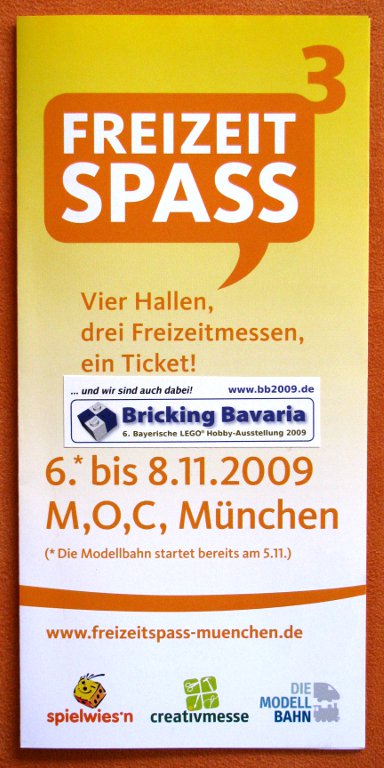 FREIZEIT 3
SPASS
Vier Hallen,
drei Freizeitmessen,
ein Ticket!
... und wir sind auch dabei! www.bb2009.de
Bricking Bavaria
6. Bayerische LEGO® Hobby-Ausstellung 2009
6.* bis 8.11.2009
M,O,C, München
(* Die Modellbahn startet bereits am 5.11.)
www.freizeitspass-muenchen.de
spielwies'n creativmesse DIE
MODELL
BAHN